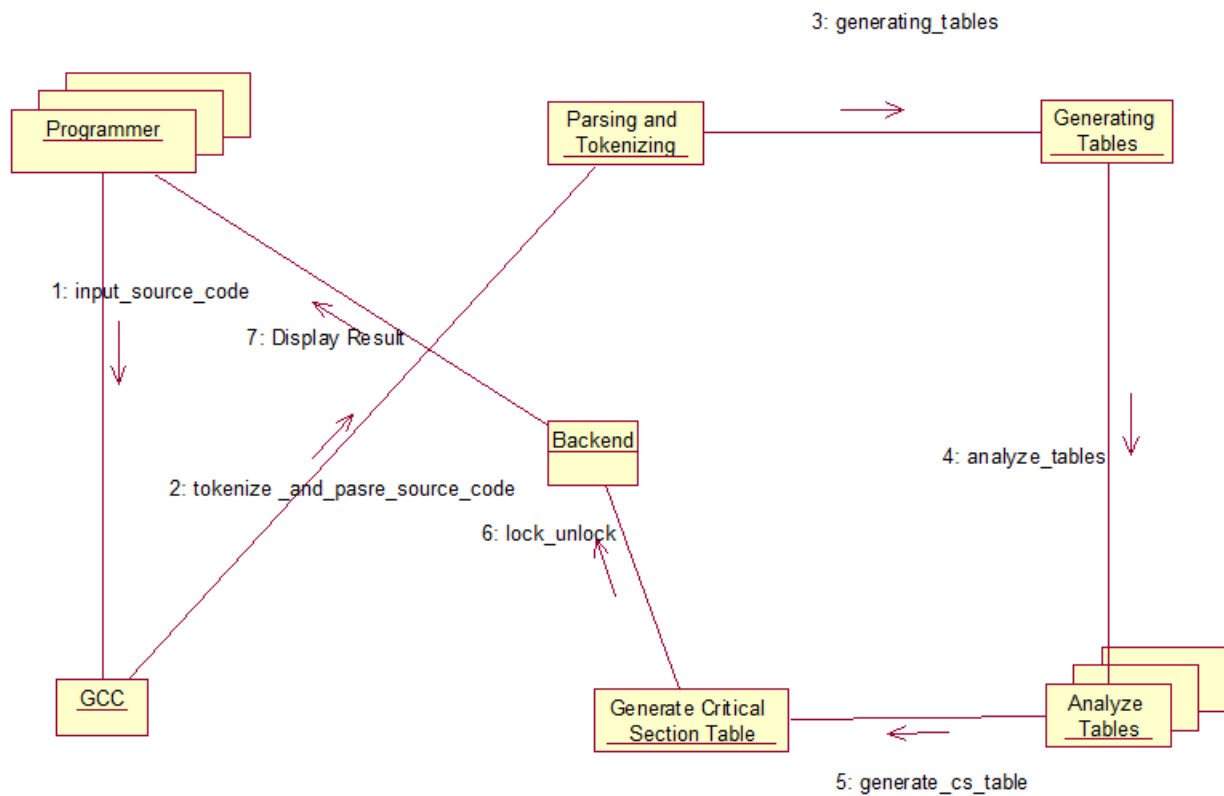 3: generating_tables
Programmer
Parsing and
Tokenizing
Generating
Tables
1: input_source_code
7: Display Result
Backend
4: analyze_tables
2: tokenize _and_pasre_source_code
6: lock_unlock
GCC
Generate Critical
Section Table
Analyze
Tables
5: generate_cs_table